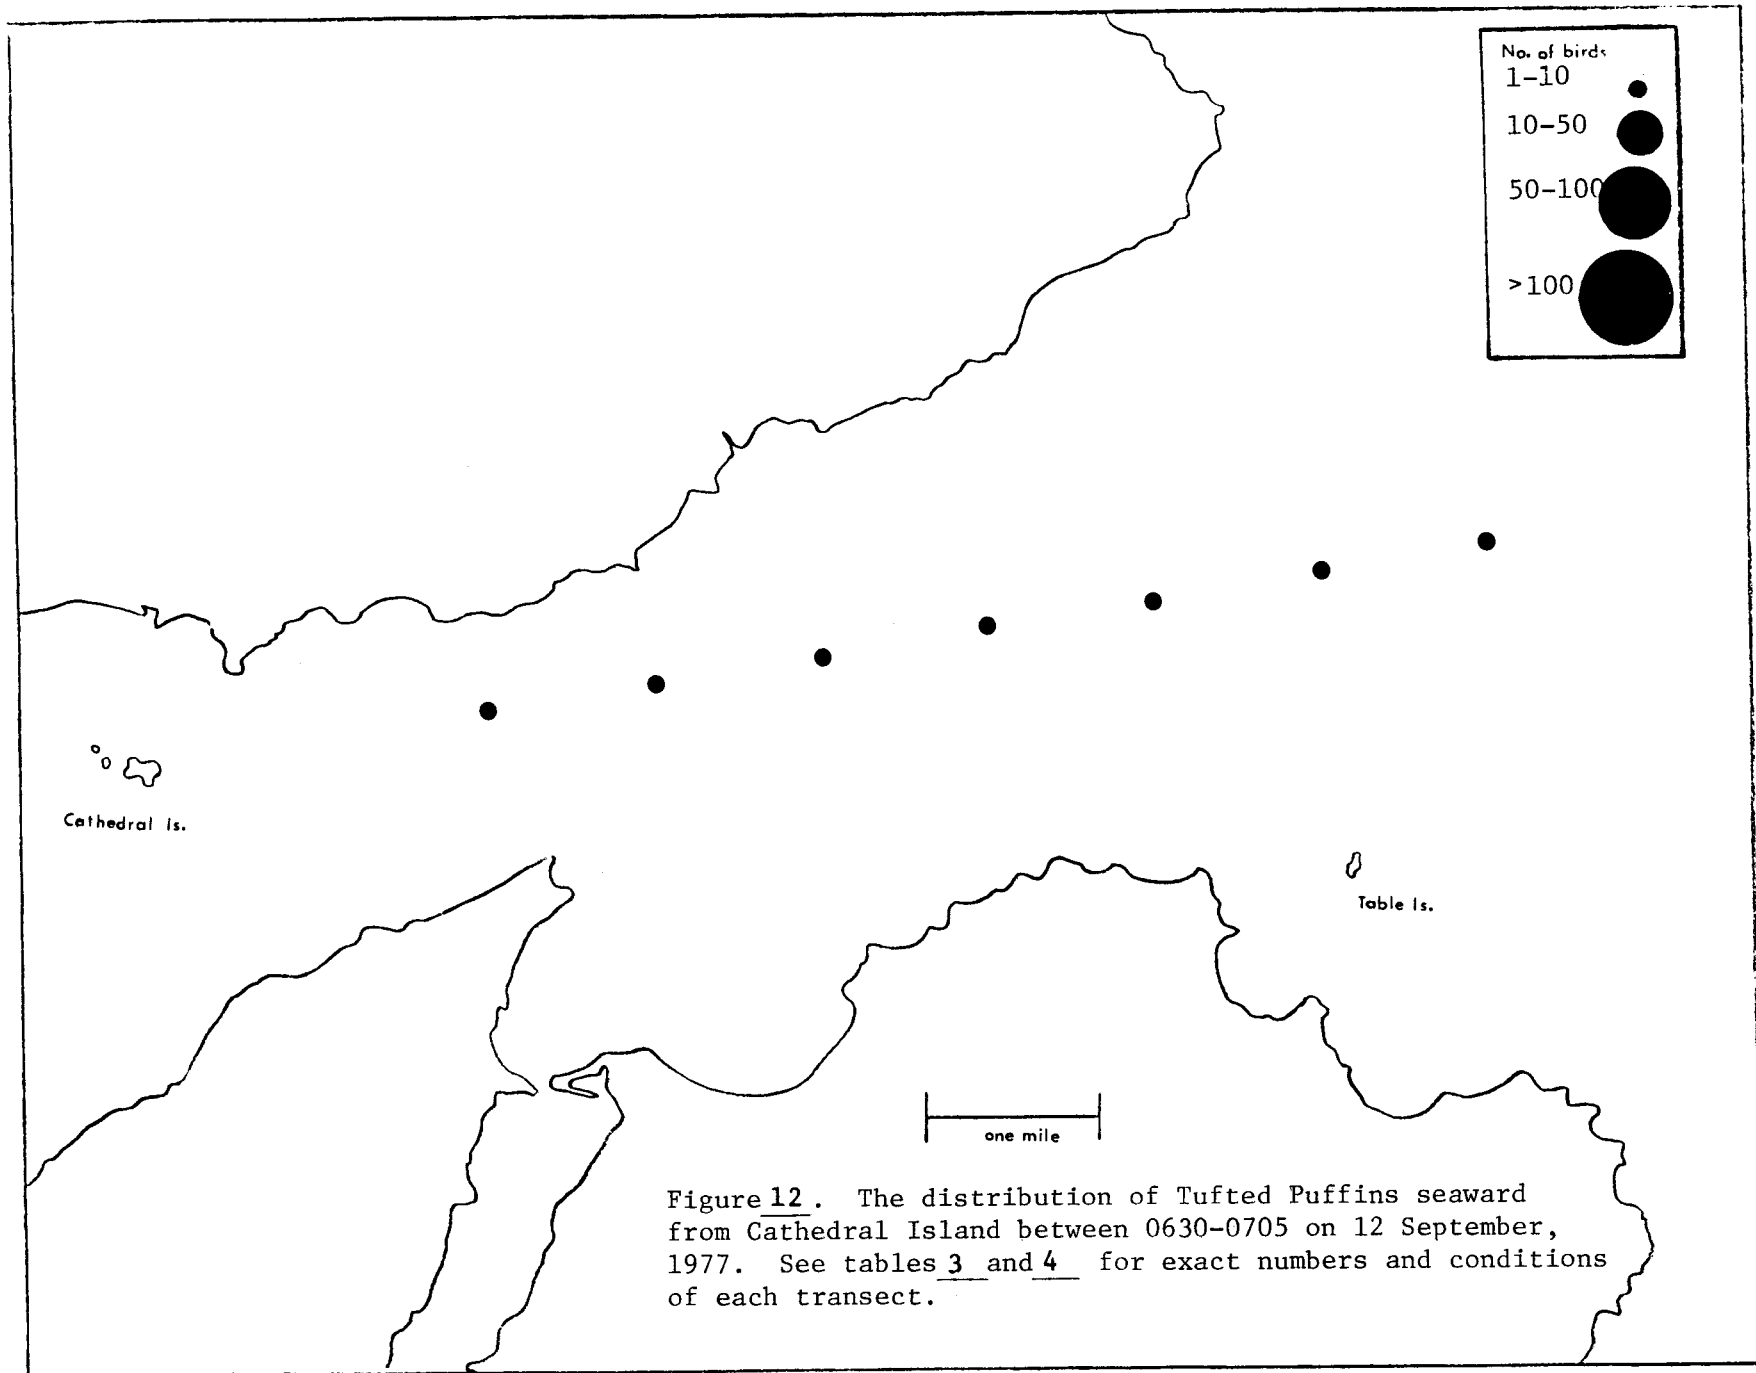 No. of birds
1-10
10-50
50-100
>100
Cathedral Is.
Table Is.
one mile
Figure 12. The distribution of Tufted Puffins seaward
from Cathedral Island between 0630-0705 on 12 September,
1977. See tables 3 and 4 for exact numbers and conditions
of each transect.